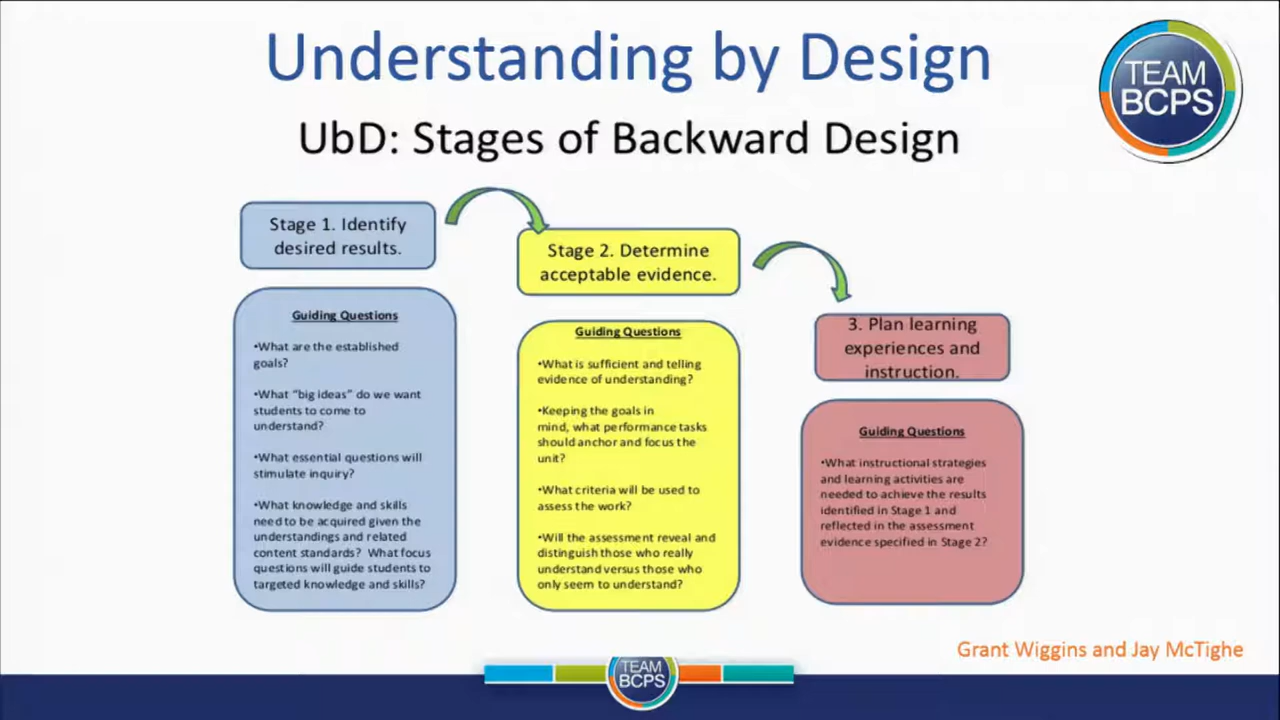 Understanding by Design
TEAM
BCPS
UbD: Stages of Backward Design
Stage 1. Identify
desired results.
Guiding Questions
•What are the established
goals?
•What “big ideas” do we want
students to come to
understand?
•What essential questions will
stimulate inquiry?
•What knowledge and skills
need to be acquired given the
understandings and related
content standards? What focus
questions will guide students to
targeted knowledge and skills?
Stage 2. Determine
acceptable evidence.
Guiding Questions
•What is sufficient and telling
evidence of understanding?
•Keeping the goals in
mind, what performance tasks
should anchor and focus the
unit?
•What criteria will be used to
assess the work?
•Will the assessment reveal and
distinguish those who really
understand versus those who
only seem to understand?
3. Plan learning
experiences and
instruction.
Guiding Questions
•What instructional strategies
and learning activities are
needed to achieve the results
identified in Stage 1 and
reflected in the assessment
evidence specified in Stage 2?
Grant Wiggins and Jay McTighe
TEAM
BCPS